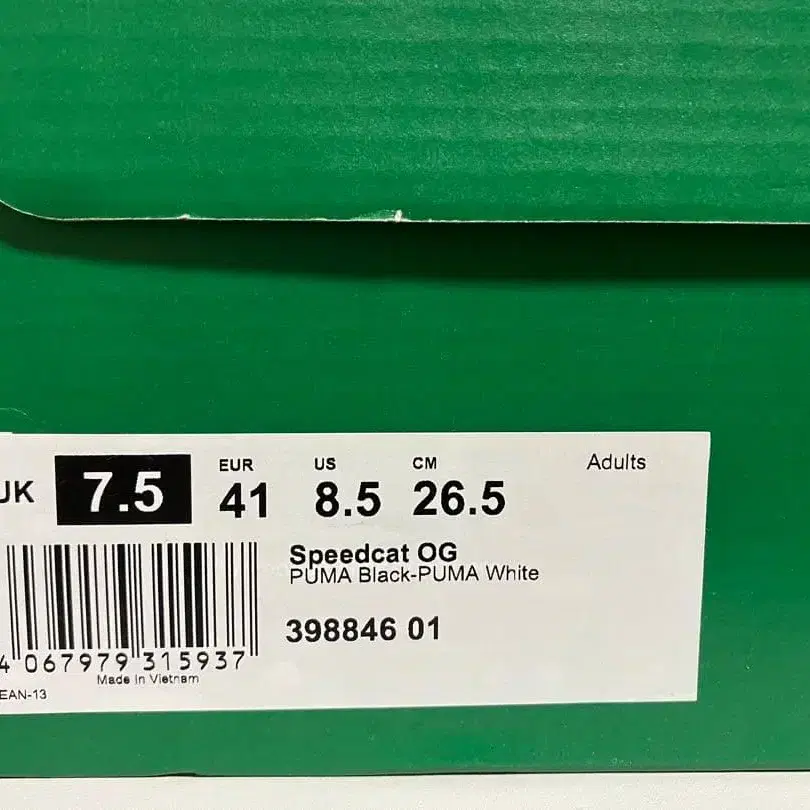 UK 7.5 EUR 41 US 8.5 CM 26.5 Adults
Speedcat OG
PUMA Black-PUMA White
398846 01
4 067979 315937
Made in Vietnam
EAN-13